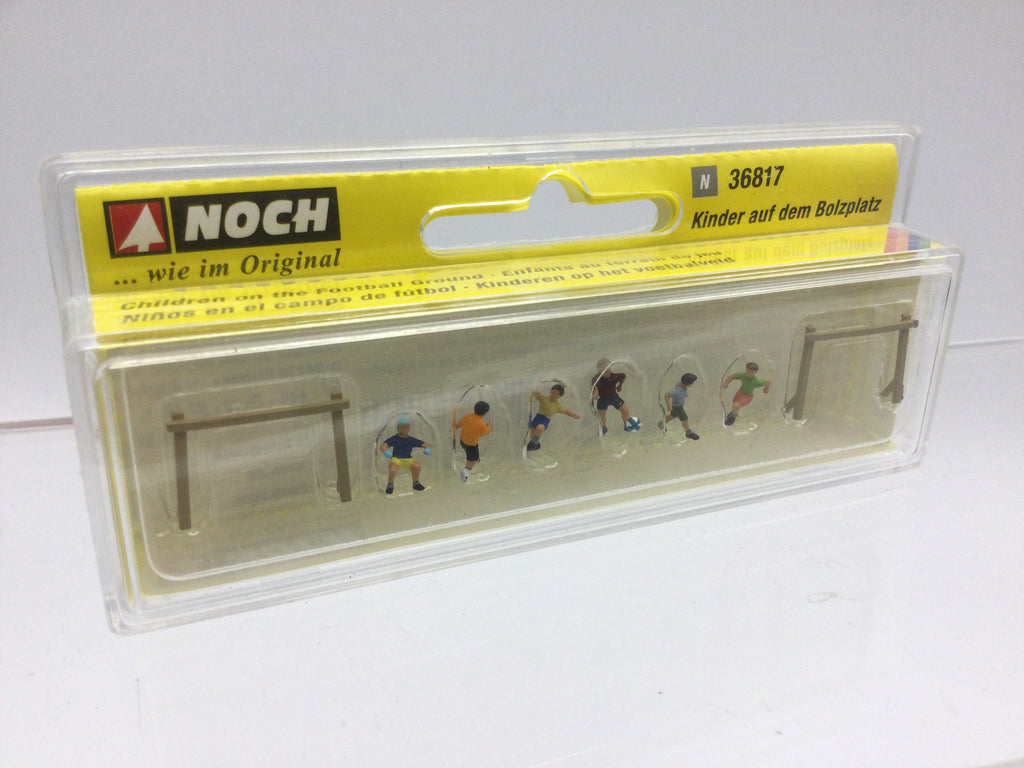 NOCH
... wie im Original
N 36817
Kinder auf dem Bolzplatz
Children on the Football Ground - Enfants au terrain de jeu
Niños en el campo de fútbol - Kinderen op het voetbalveld